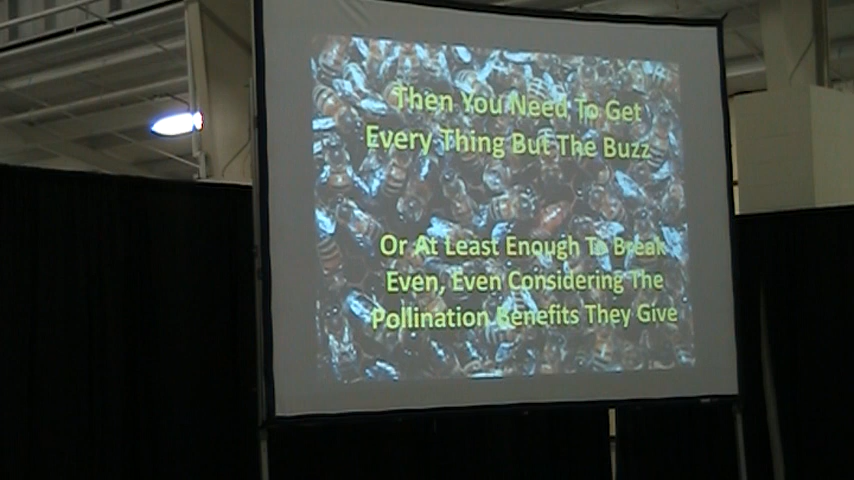 Then You Need To Get
Every Thing But The Buzz
Or At Least Enough To Break
Even, Even Considering The
Pollination Benefits They Give